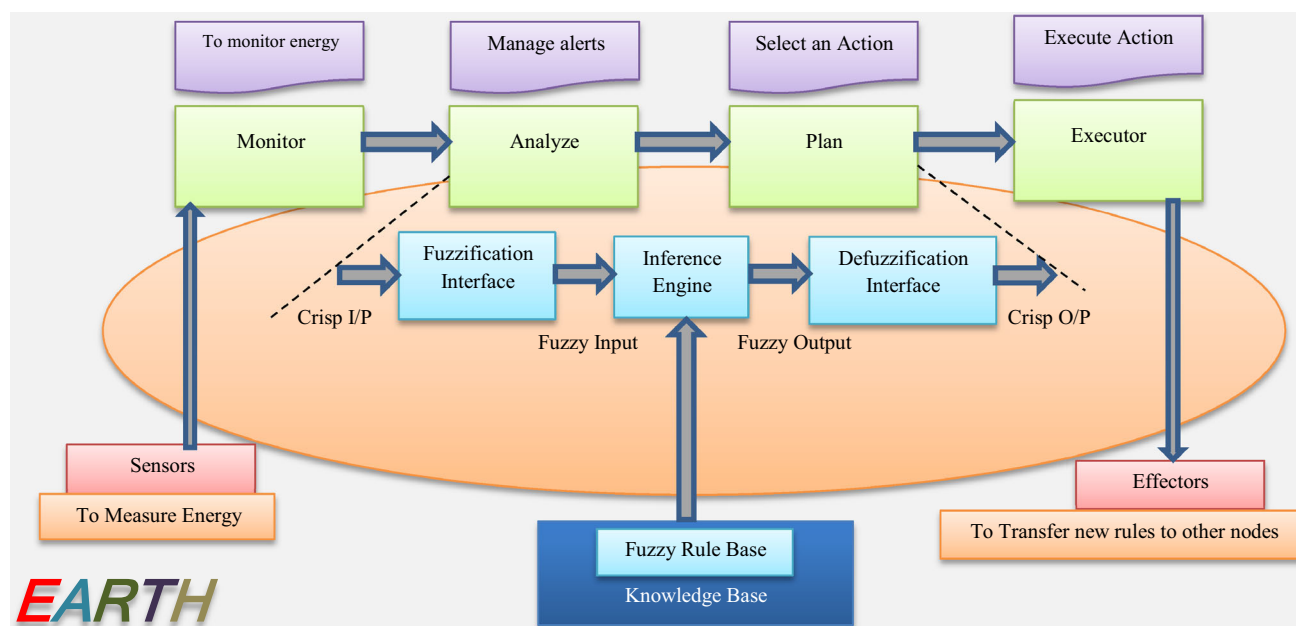 To monitor energy
Manage alerts
Select an Action
Execute Action
Monitor
Analyze
Plan
Executor
Fuzzification
Interface
Inference
Engine
Defuzzification
Interface
Crisp I/P
Fuzzy Input
Fuzzy Output
Crisp O/P
Sensors
To Measure Energy
Effectors
To Transfer new rules to other nodes
Fuzzy Rule Base
Knowledge Base
EARTH